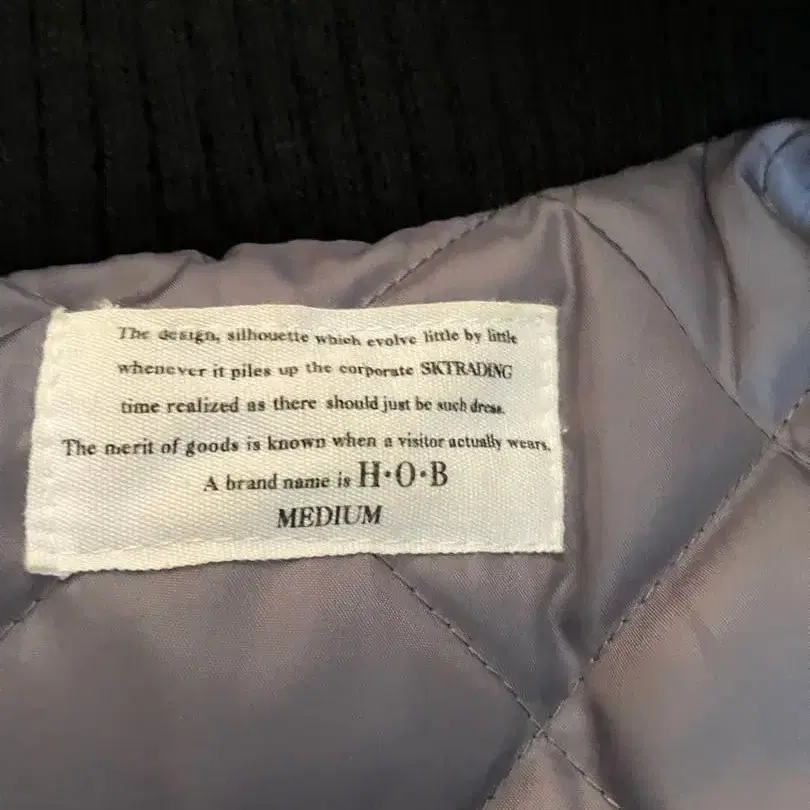 The design, silhouette which evolve little by little
whenever it piles up the corporate SKTRADING
time realized as there should just be such dress.
The merit of goods is known when a visitor actually wears.
A brand name is H·O·B
MEDIUM